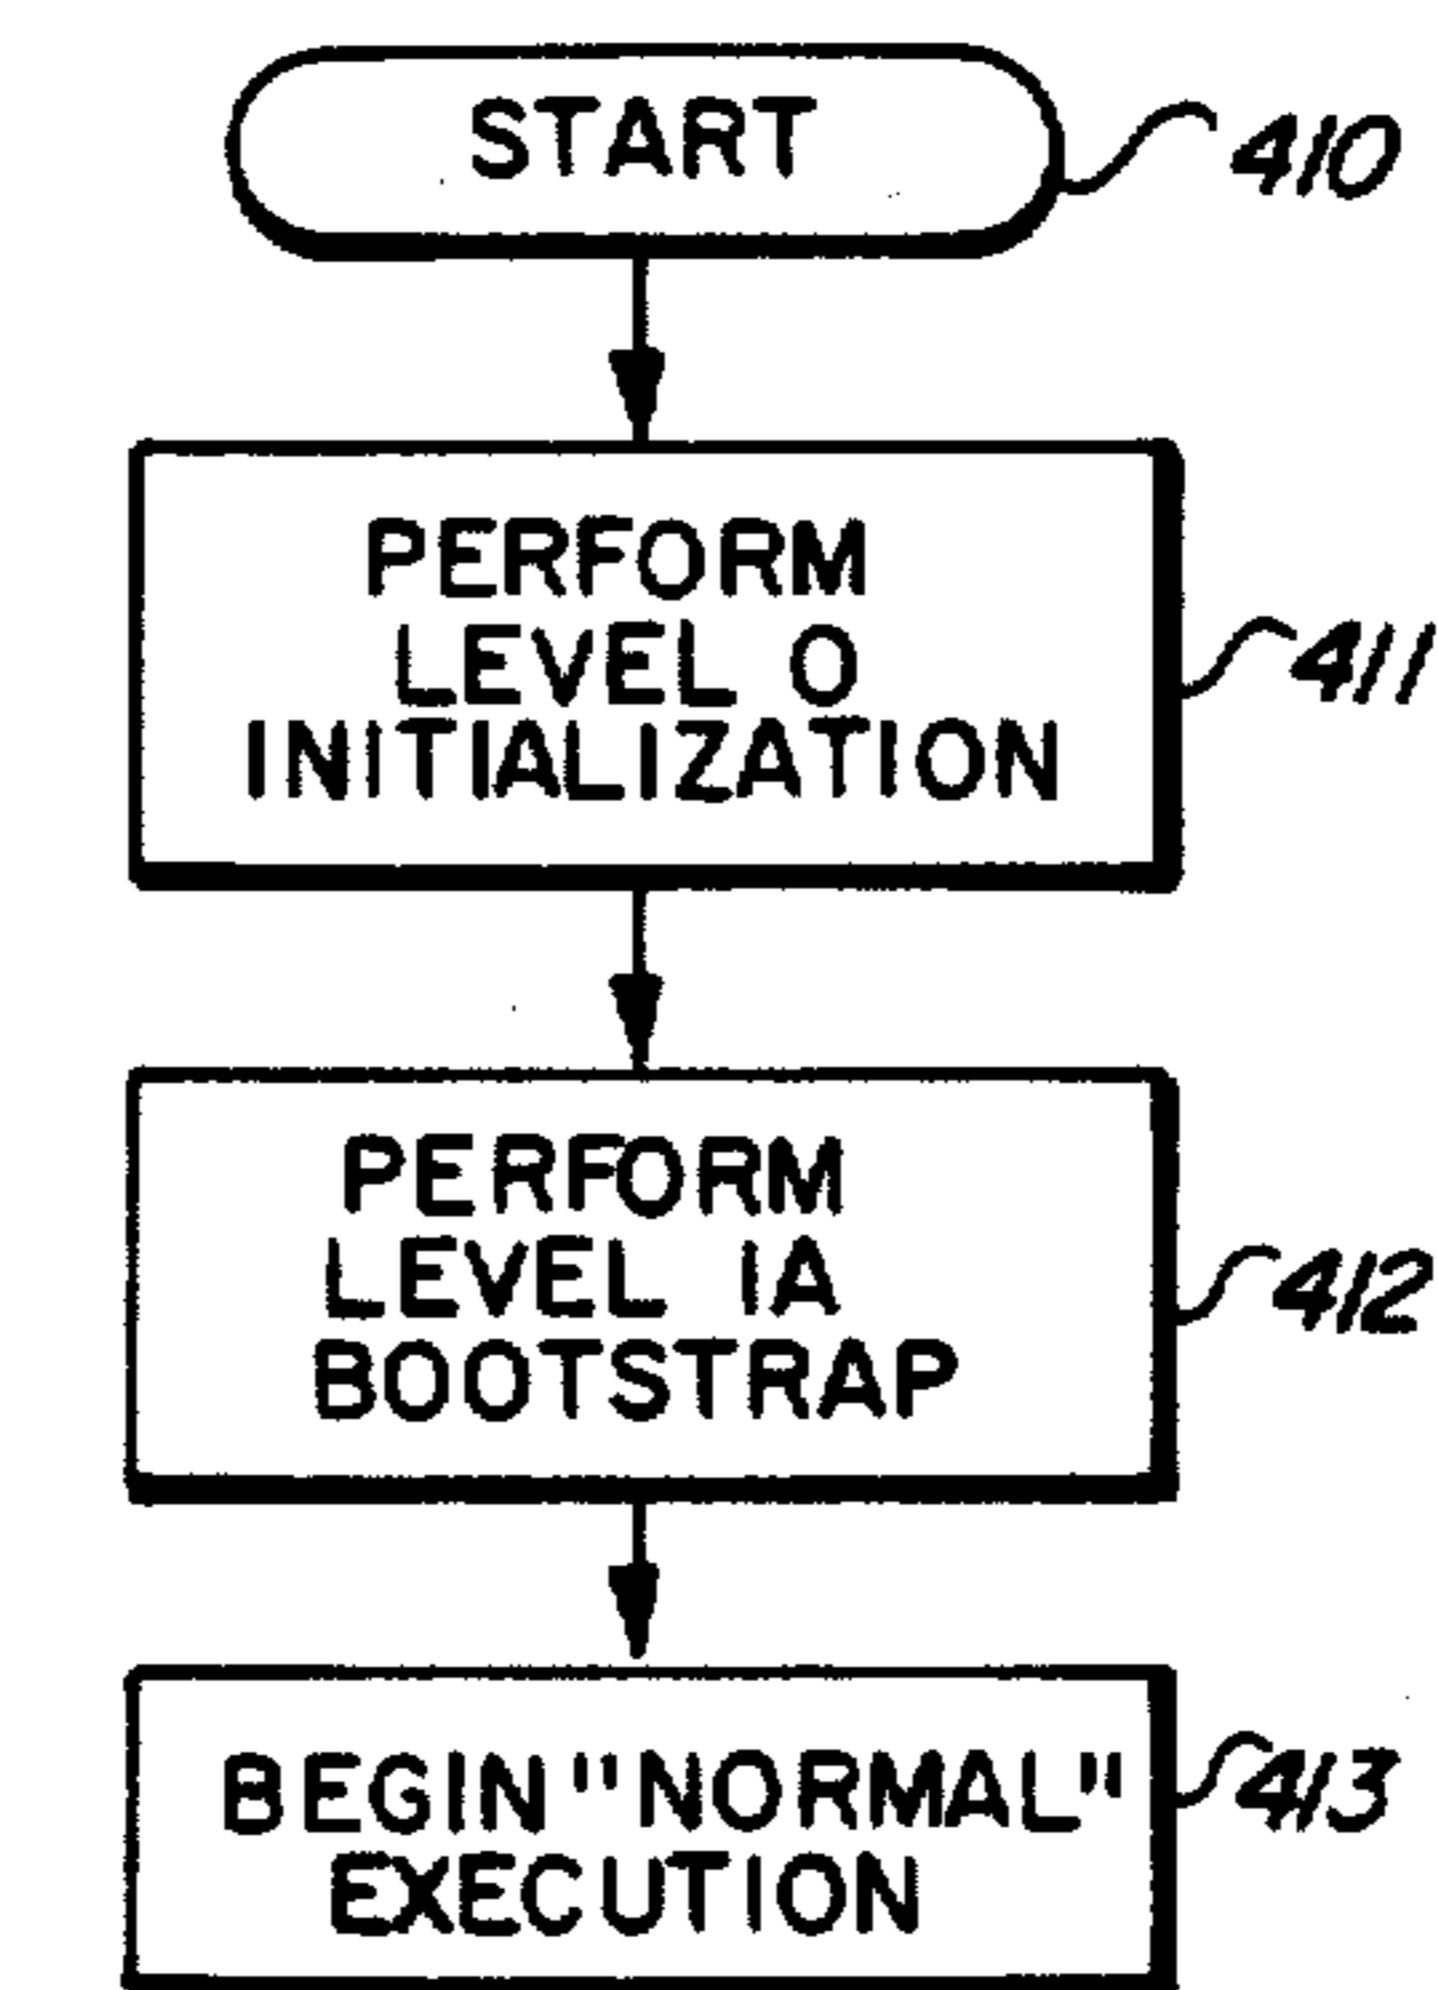 START
410
PERFORM
LEVEL 0
INITIALIZATION
411
PERFORM
LEVEL 1A
BOOTSTRAP
412
BEGIN "NORMAL"
EXECUTION
413